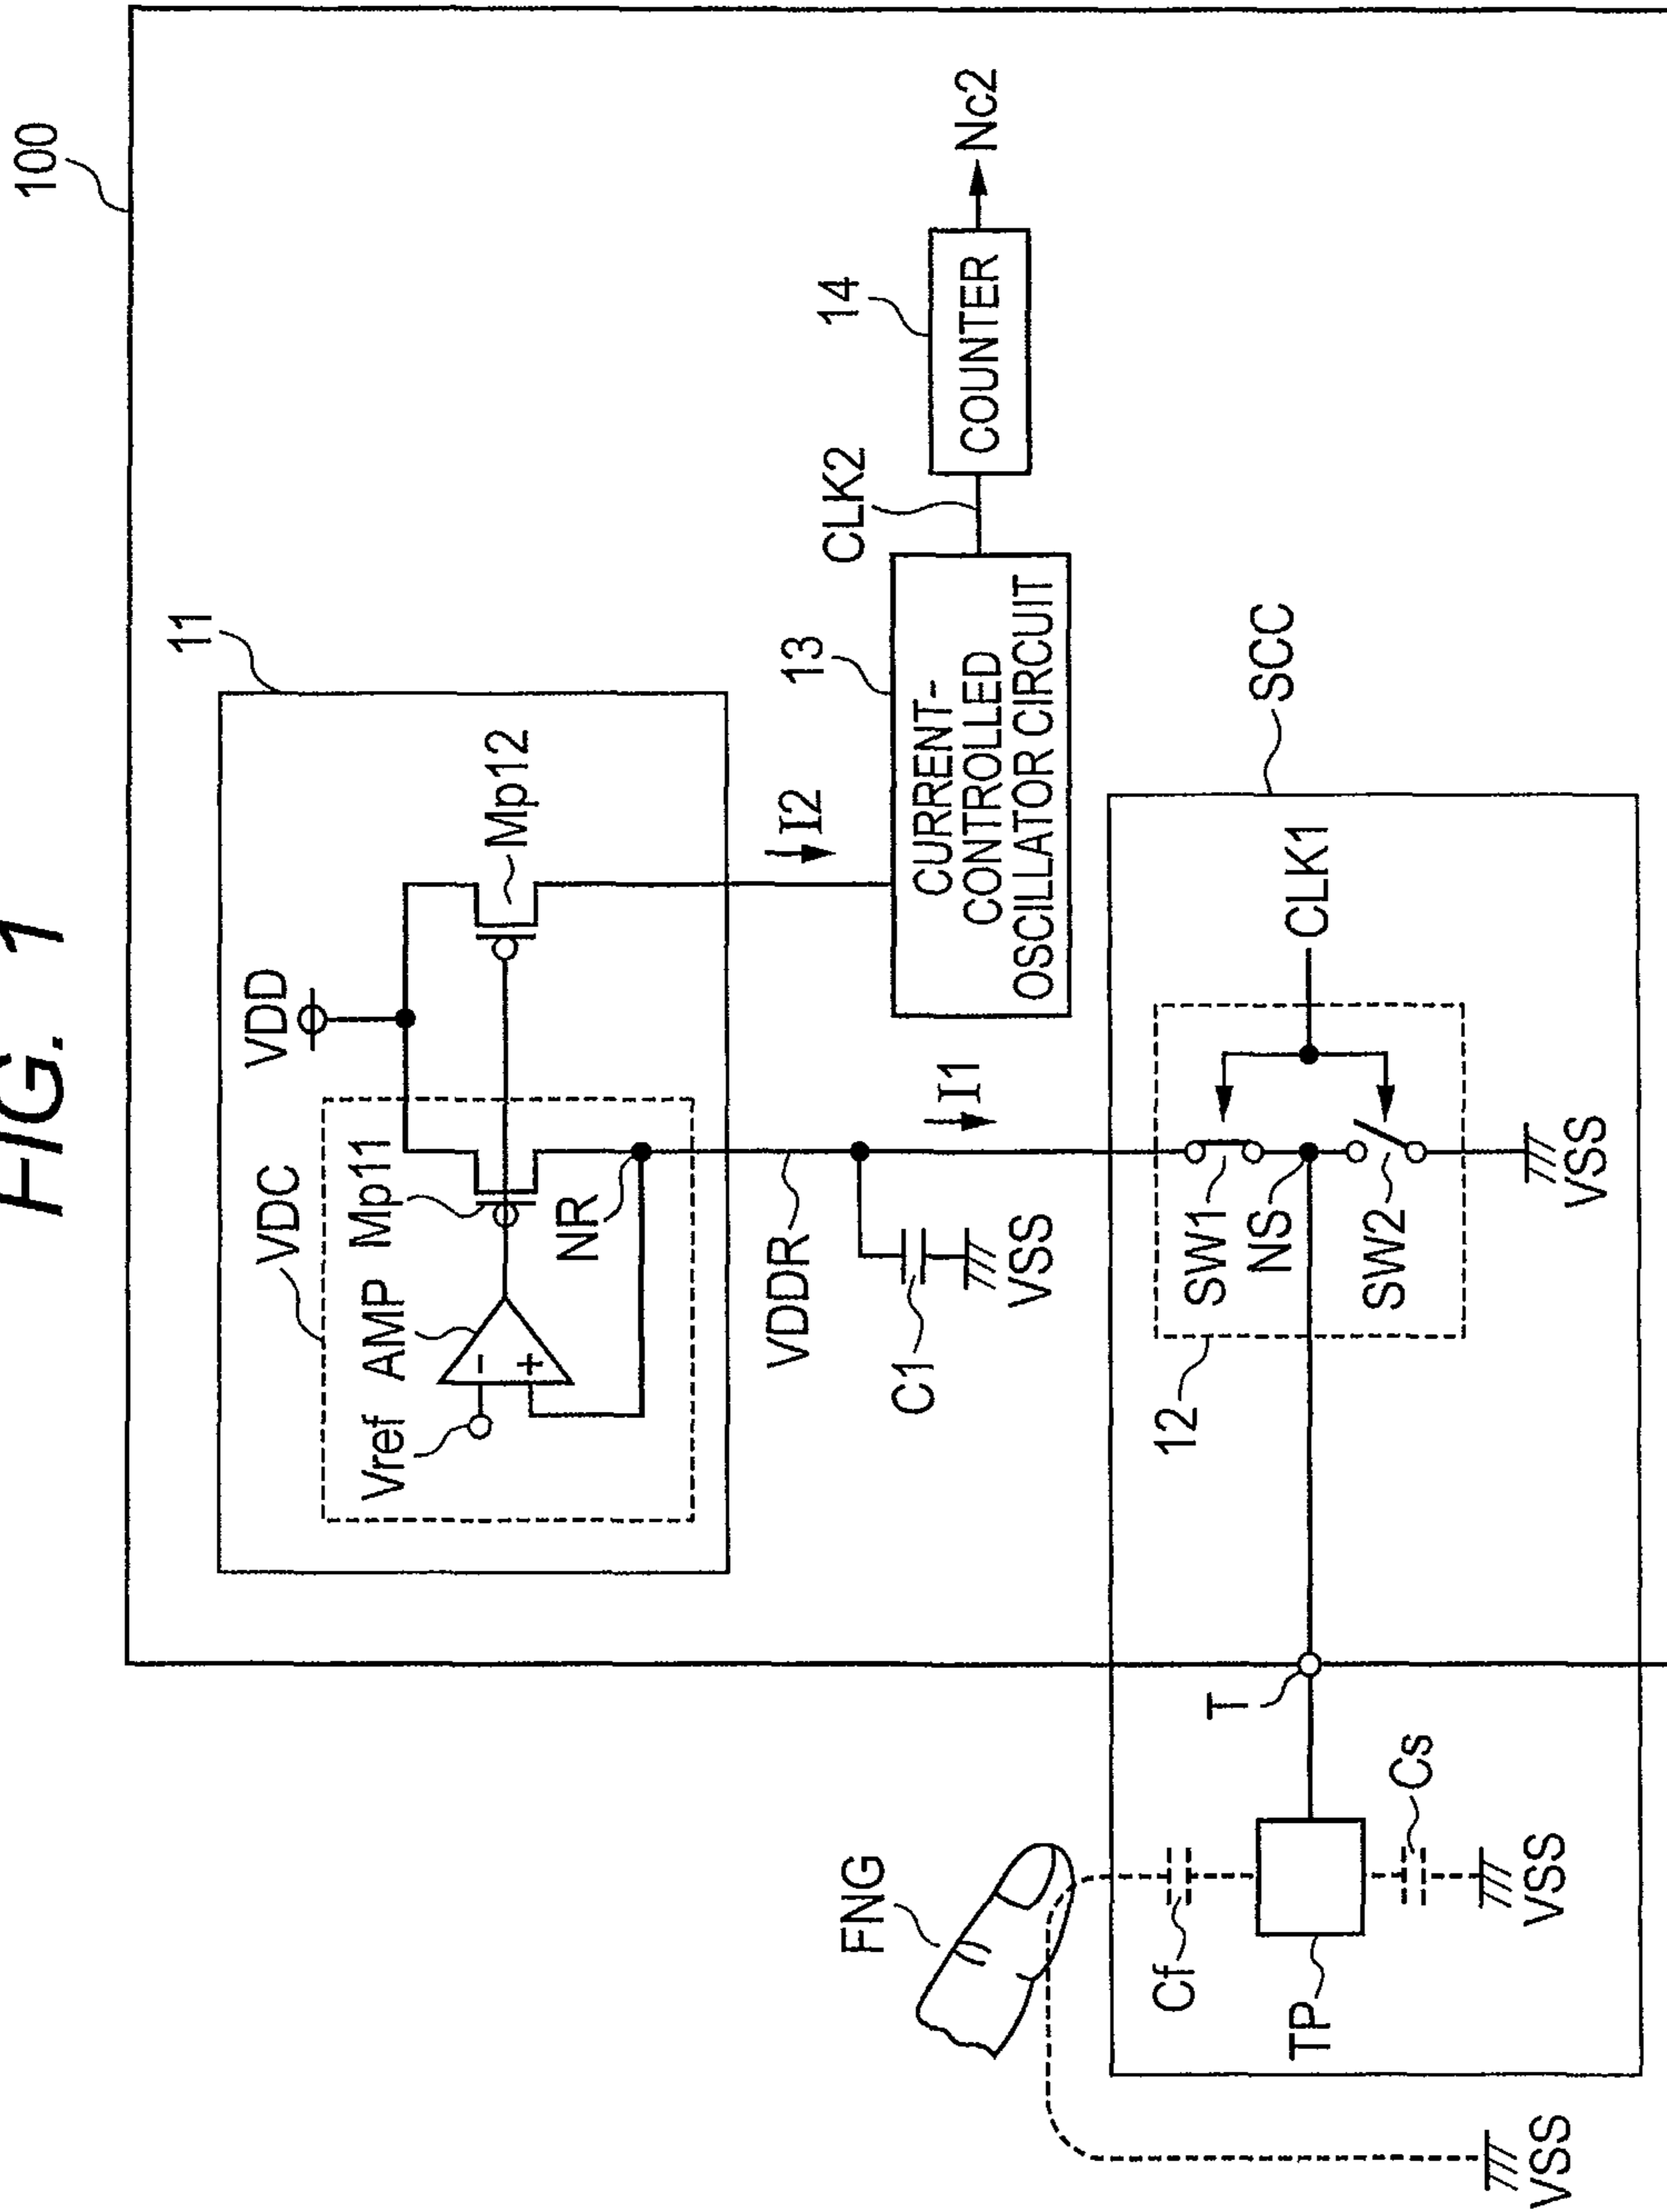 FIG. 1
100
11
VDD
VDC
Mp11
Mp12
Vref
AMP
NR
VDDR
I2
13
CURRENT-
CONTROLLED
OSCILLATOR CIRCUIT
CLK2
14
COUNTER
Nc2
C1
VSS
I1
SCC
FNG
T
12
SW1
NS
SW2
CLK1
VSS
Cf
TP
Cs
VSS
VSS